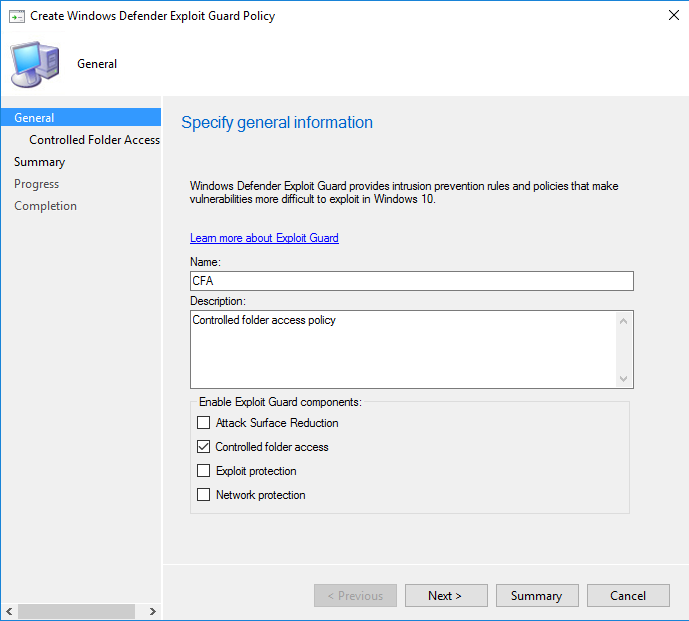 Create Windows Defender Exploit Guard Policy
General
General
Controlled Folder Access
Summary
Progress
Completion
Specify general information
Windows Defender Exploit Guard provides intrusion prevention rules and policies that make
vulnerabilities more difficult to exploit in Windows 10.
Learn more about Exploit Guard
Name:
CFA
Description:
Controlled folder access policy
Enable Exploit Guard components:
Attack Surface Reduction
Controlled folder access
Exploit protection
Network protection
< Previous
Next >
Summary
Cancel